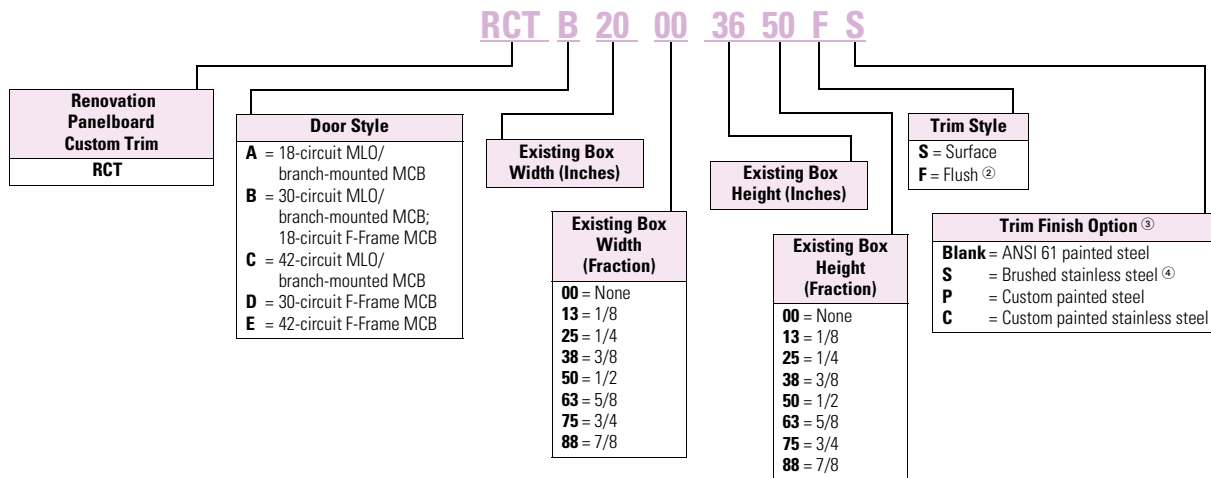 RCT B 20 00 36 50 F S
Renovation
Panelboard
Custom Trim
RCT
Door Style
A = 18-circuit MLO/
branch-mounted MCB
B = 30-circuit MLO/
branch-mounted MCB;
18-circuit F-Frame MCB
C = 42-circuit MLO/
branch-mounted MCB
D = 30-circuit F-Frame MCB
E = 42-circuit F-Frame MCB
Existing Box
Width (Inches)
Existing Box
Width
(Fraction)
00 = None
13 = 1/8
25 = 1/4
38 = 3/8
50 = 1/2
63 = 5/8
75 = 3/4
88 = 7/8
Existing Box
Height (Inches)
Existing Box
Height
(Fraction)
00 = None
13 = 1/8
25 = 1/4
38 = 3/8
50 = 1/2
63 = 5/8
75 = 3/4
88 = 7/8
Trim Style
S = Surface
F = Flush ②
Trim Finish Option ③
Blank = ANSI 61 painted steel
S = Brushed stainless steel ④
P = Custom painted steel
C = Custom painted stainless steel